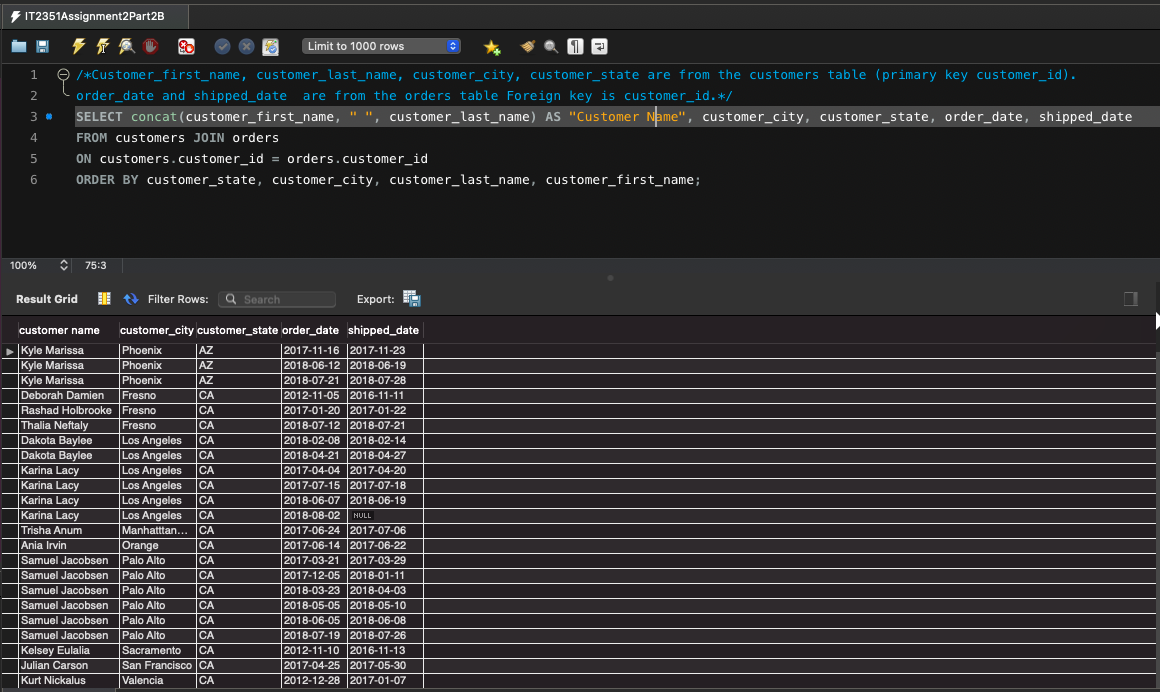 IT2351Assignment2Part2B
Limit to 1000 rows
1 /*Customer_first_name, customer_last_name, customer_city, customer_state are from the customers table (primary key customer_id).
2 order_date and shipped_date  are from the orders table Foreign key is customer_id.*/
3 SELECT concat(customer_first_name, " ", customer_last_name) AS "Customer Name", customer_city, customer_state, order_date, shipped_date
4 FROM customers JOIN orders
5 ON customers.customer_id = orders.customer_id
6 ORDER BY customer_state, customer_city, customer_last_name, customer_first_name;
100% 75:3
Result Grid Filter Rows: Search Export:
customer name customer_city customer_state order_date shipped_date
Kyle Marissa Phoenix AZ 2017-11-16 2017-11-23
Kyle Marissa Phoenix AZ 2018-06-12 2018-06-19
Kyle Marissa Phoenix AZ 2018-07-21 2018-07-28
Deborah Damien Fresno CA 2012-11-05 2016-11-11
Rashad Holbrooke Fresno CA 2017-01-20 2017-01-22
Thalia Neftaly Fresno CA 2018-07-12 2018-07-21
Dakota Baylee Los Angeles CA 2018-02-08 2018-02-14
Dakota Baylee Los Angeles CA 2018-04-21 2018-04-27
Karina Lacy Los Angeles CA 2017-04-04 2017-04-20
Karina Lacy Los Angeles CA 2017-07-15 2017-07-18
Karina Lacy Los Angeles CA 2018-06-07 2018-06-19
Karina Lacy Los Angeles CA 2018-08-02 NULL
Trisha Anum Manhatttan... CA 2017-06-24 2017-07-06
Ania Irvin Orange CA 2017-06-14 2017-06-22
Samuel Jacobsen Palo Alto CA 2017-03-21 2017-03-29
Samuel Jacobsen Palo Alto CA 2017-12-05 2018-01-11
Samuel Jacobsen Palo Alto CA 2018-03-23 2018-04-03
Samuel Jacobsen Palo Alto CA 2018-05-05 2018-05-10
Samuel Jacobsen Palo Alto CA 2018-06-05 2018-06-08
Samuel Jacobsen Palo Alto CA 2018-07-19 2018-07-26
Kelsey Eulalia Sacramento CA 2012-11-10 2016-11-13
Julian Carson San Francisco CA 2017-04-25 2017-05-30
Kurt Nickalus Valencia CA 2012-12-28 2017-01-07